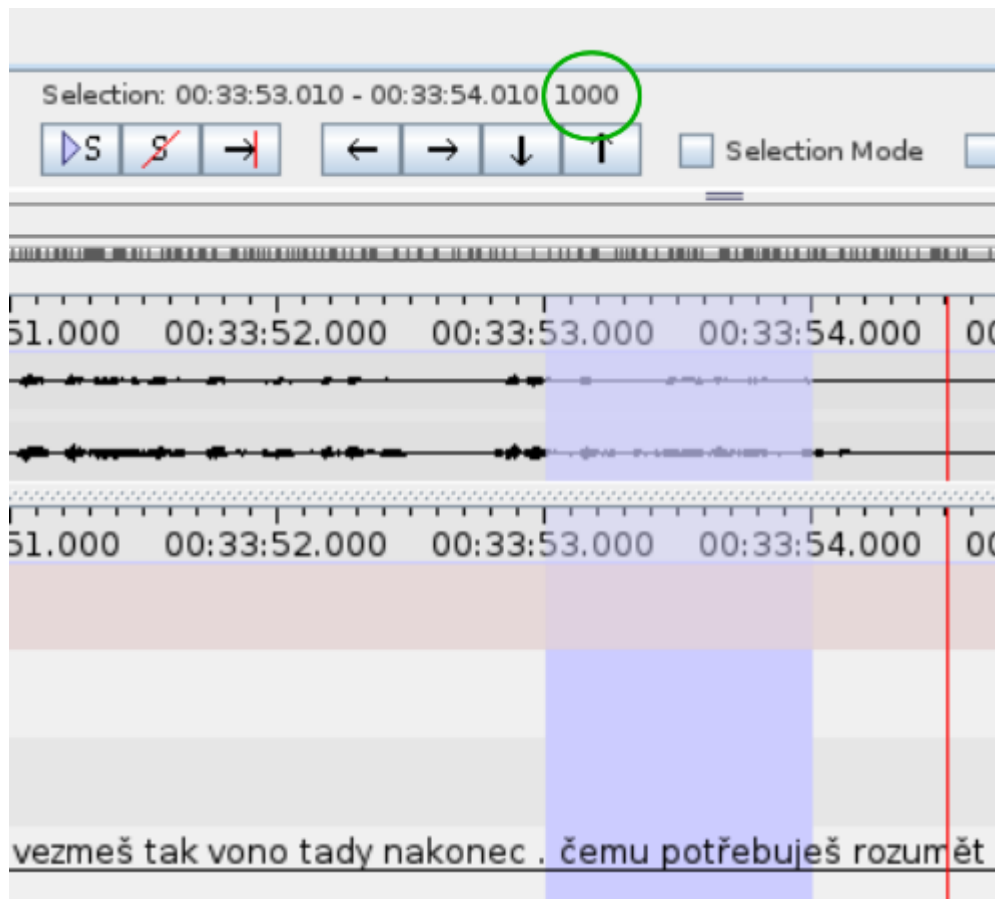 Selection: 00:33:53.010 - 00:33:54.010 1000
S S Selection Mode
51.000 00:33:52.000 00:33:53.000 00:33:54.000 00
51.000 00:33:52.000 00:33:53.000 00:33:54.000 00
vezmeš tak vono tady nakonec . čemu potřebuješ rozumět